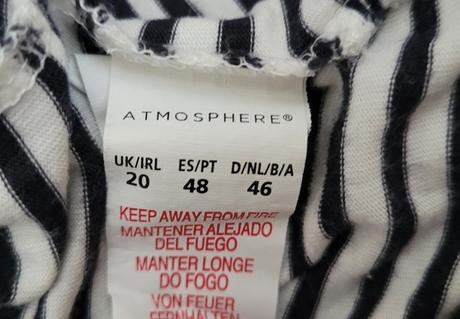 ATMOSPHERE®
UK/IRL ES/PT D/NL/B/A
20 48 46
KEEP AWAY FROM FIRE
MANTENER ALEJADO
DEL FUEGO
MANTER LONGE
DO FOGO
VON FEUER
FERNHALTEN